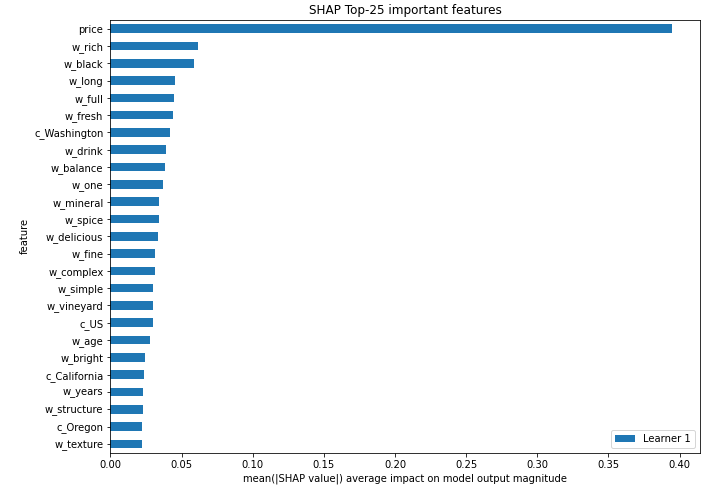 SHAP Top-25 important features
price
w_rich
w_black
w_long
w_full
w_fresh
c_Washington
w_drink
w_balance
w_one
w_mineral
w_spice
w_delicious
w_fine
w_complex
w_simple
w_vineyard
c_US
w_age
w_bright
c_California
w_years
w_structure
c_Oregon
w_texture
feature
Learner 1
0.00 0.05 0.10 0.15 0.20 0.25 0.30 0.35 0.40
mean(|SHAP value|) average impact on model output magnitude